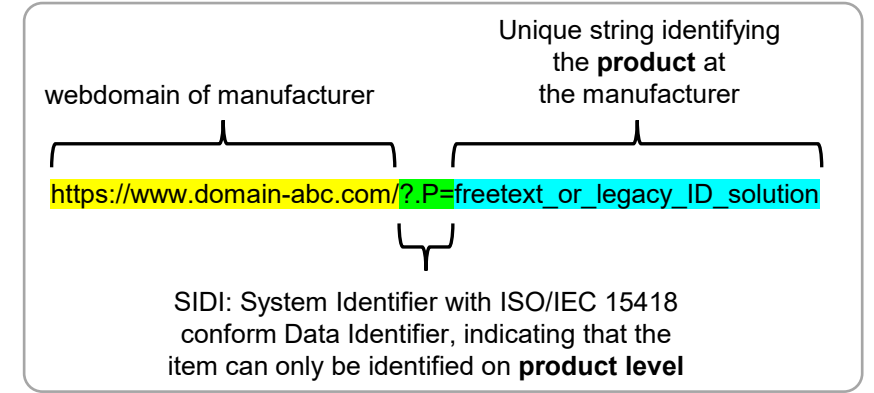 Unique string identifying
the product at
the manufacturer
webdomain of manufacturer
https://www.domain-abc.com/?.P=freetext_or_legacy_ID_solution
SIDI: System Identifier with ISO/IEC 15418
conform Data Identifier, indicating that the
item can only be identified on product level